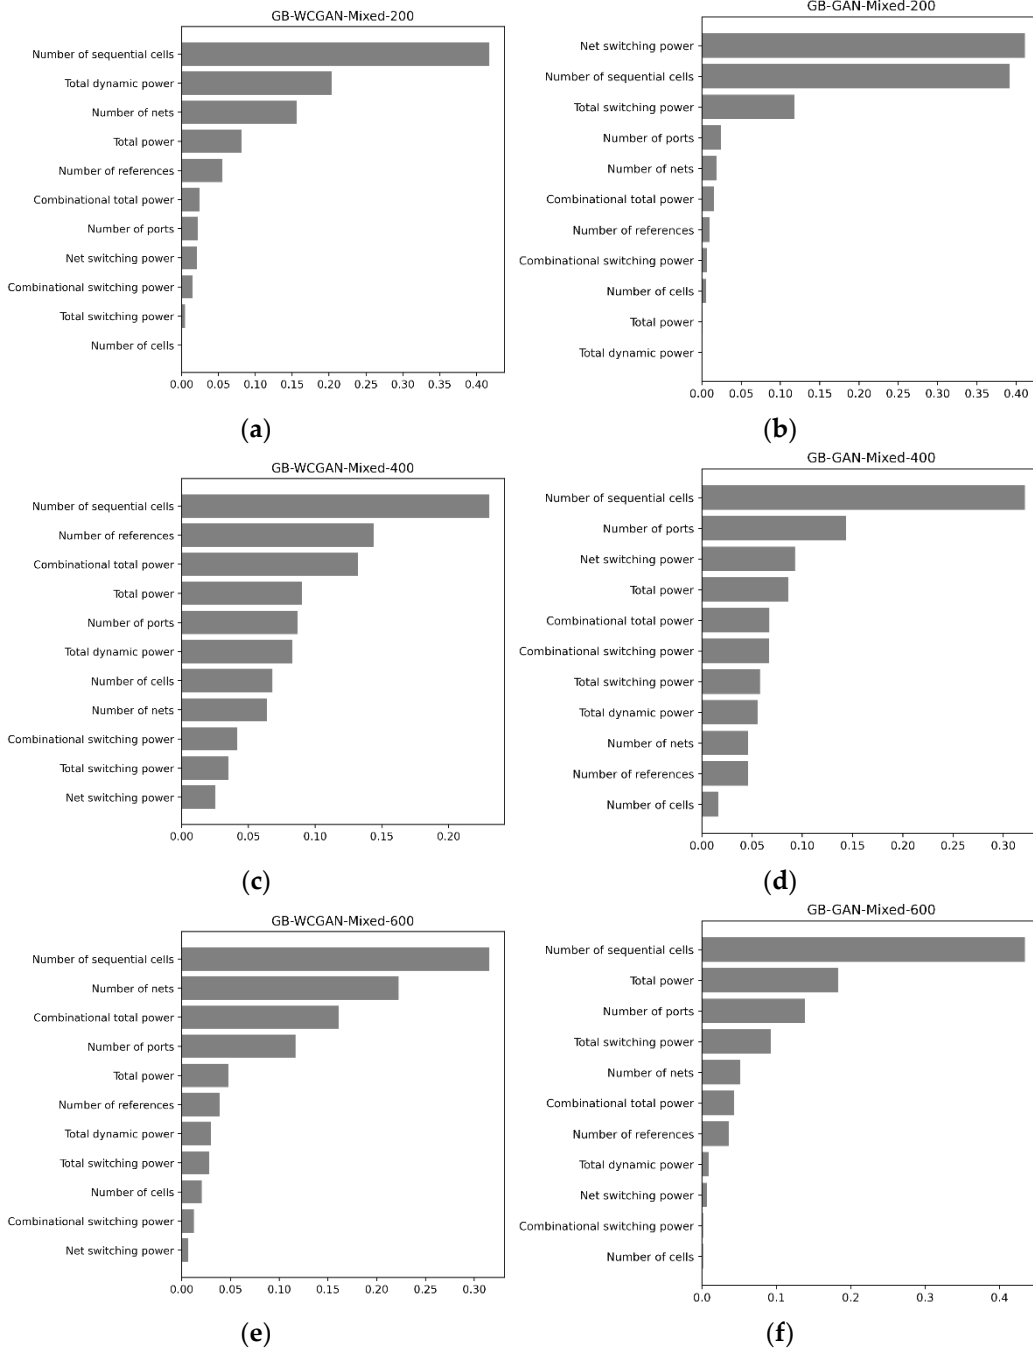 GB-WCGAN-Mixed-200
Number of sequential cells
Total dynamic power
Number of nets
Total power
Number of references
Combinational total power
Number of ports
Net switching power
Combinational switching power
Total switching power
Number of cells
0.00 0.05 0.10 0.15 0.20 0.25 0.30 0.35 0.40
(a)
GB-GAN-Mixed-200
Net switching power
Number of sequential cells
Total switching power
Number of ports
Number of nets
Combinational total power
Number of references
Combinational switching power
Number of cells
Total power
Total dynamic power
0.00 0.05 0.10 0.15 0.20 0.25 0.30 0.35 0.40
(b)
GB-WCGAN-Mixed-400
Number of sequential cells
Number of references
Combinational total power
Total power
Number of ports
Total dynamic power
Number of cells
Number of nets
Combinational switching power
Total switching power
Net switching power
0.00 0.05 0.10 0.15 0.20
(c)
GB-GAN-Mixed-400
Number of sequential cells
Number of ports
Net switching power
Total power
Combinational total power
Combinational switching power
Total switching power
Total dynamic power
Number of nets
Number of references
Number of cells
0.00 0.05 0.10 0.15 0.20 0.25 0.30
(d)
GB-WCGAN-Mixed-600
Number of sequential cells
Number of nets
Combinational total power
Number of ports
Total power
Number of references
Total dynamic power
Total switching power
Number of cells
Combinational switching power
Net switching power
0.00 0.05 0.10 0.15 0.20 0.25 0.30
(e)
GB-GAN-Mixed-600
Number of sequential cells
Total power
Number of ports
Total switching power
Number of nets
Combinational total power
Number of references
Total dynamic power
Net switching power
Combinational switching power
Number of cells
0.0 0.1 0.2 0.3 0.4
(f)